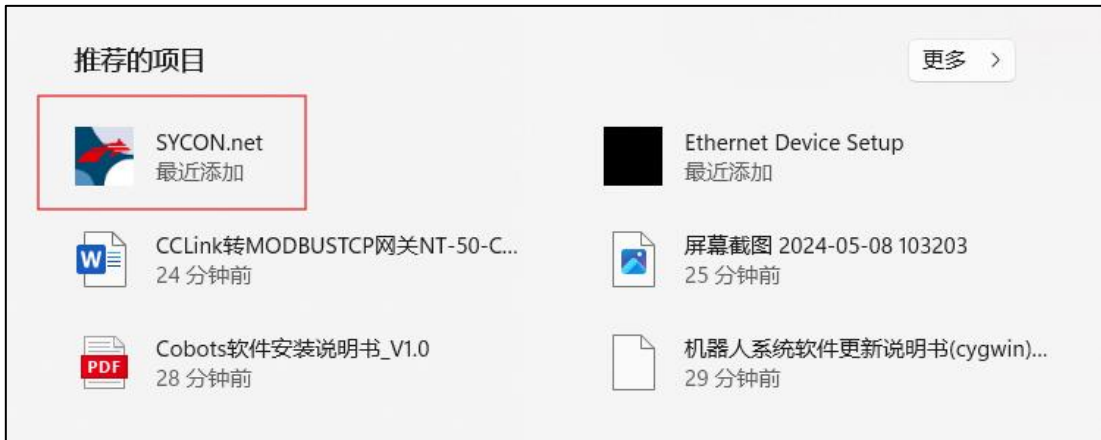 推荐的项目
更多
SYCON.net
最近添加
Ethernet Device Setup
最近添加
CCLink转MODBUSTCP网关NT-50-C...
24 分钟前
屏幕截图 2024-05-08 103203
25 分钟前
PDF
Cobots软件安装说明书_V1.0
28 分钟前
机器人系统软件更新说明书(cygwin)...
29 分钟前